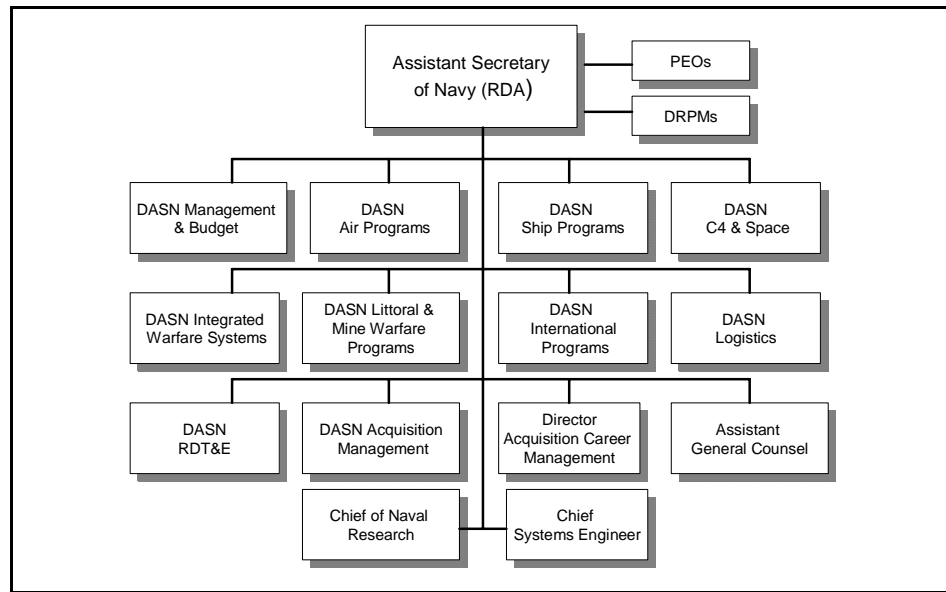 Assistant Secretary
of Navy (RDA)
PEOs
DRPMs
DASN Management
& Budget
DASN
Air Programs
DASN
Ship Programs
DASN
C4 & Space
DASN Integrated
Warfare Systems
DASN Littoral &
Mine Warfare
Programs
DASN
International
Programs
DASN
Logistics
DASN
RDT&E
DASN Acquisition
Management
Director
Acquisition Career
Management
Assistant
General Counsel
Chief of Naval
Research
Chief
Systems Engineer